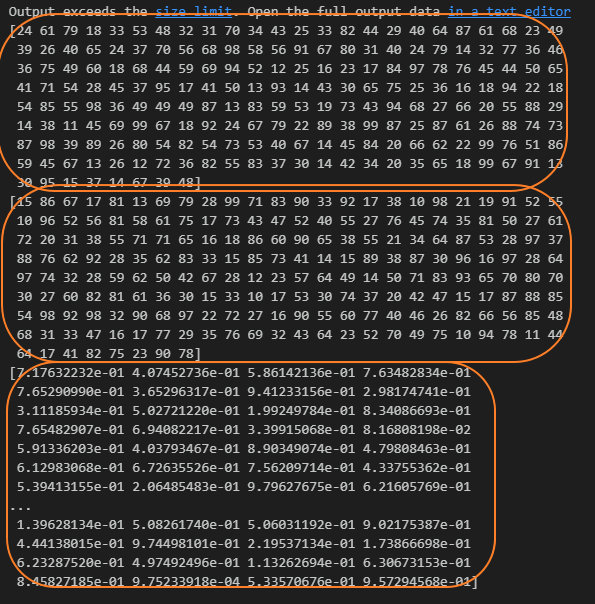 Output exceeds the size limit. Open the full output data in a text editor
[24 61 79 18 33 53 48 32 31 70 34 43 25 33 82 44 29 40 64 87 61 68 23 49
39 26 40 65 24 37 70 56 68 98 58 56 91 67 80 31 40 24 79 14 32 77 36 46
36 75 49 60 18 68 44 59 69 94 52 12 25 16 23 17 84 97 78 76 45 44 50 65
41 71 54 28 45 37 95 17 41 50 13 93 14 43 30 65 75 25 36 16 18 94 22 18
54 85 55 98 36 49 49 49 87 13 83 59 53 19 73 43 94 68 27 66 20 55 88 29
14 38 11 45 69 99 67 18 92 24 67 79 22 89 38 99 87 25 87 61 26 88 74 73
87 98 39 89 26 80 54 82 54 73 53 40 67 14 45 84 20 66 62 22 99 76 51 86
59 45 67 13 26 12 72 36 82 55 83 37 30 14 42 34 20 35 65 18 99 67 91 13
30 95 15 37 14 67 39 48]
[15 86 67 17 81 13 69 79 28 99 71 83 90 33 92 17 38 10 98 21 19 91 52 55
10 96 52 56 81 58 61 75 17 73 43 47 52 40 55 27 76 45 74 35 81 50 27 61
72 20 31 38 55 71 71 65 16 18 86 60 90 65 38 55 21 34 64 87 53 28 97 37
88 76 62 92 28 35 62 83 33 15 85 73 41 14 15 89 38 87 30 96 16 97 28 64
97 74 32 28 59 62 50 42 67 28 12 23 57 64 49 14 50 71 83 93 65 70 80 70
30 27 60 82 81 61 36 30 15 33 10 17 53 30 74 37 20 42 47 15 17 87 88 85
54 98 92 98 32 90 68 97 22 72 27 16 90 55 60 77 40 46 26 82 66 56 85 48
68 31 33 47 16 17 77 29 35 76 69 32 43 64 23 52 70 49 75 10 94 78 11 44
64 17 41 82 75 23 90 78]
[7.17632232e-01 4.07452736e-01 5.86142136e-01 7.63482834e-01
7.65290990e-01 3.65296317e-01 9.41233156e-01 2.98174741e-01
3.11185934e-01 5.02721220e-01 1.99249784e-01 8.34086693e-01
7.65482907e-01 6.94082217e-01 3.39915068e-01 8.16808198e-02
5.91336203e-01 4.03793467e-01 8.90349074e-01 4.79808463e-01
6.12983068e-01 6.72635526e-01 7.56209714e-01 4.33755362e-01
5.39413155e-01 2.06485483e-01 9.79627675e-01 6.21605769e-01
...
1.39628134e-01 5.08261740e-01 5.06031192e-01 9.02175387e-01
4.44138015e-01 9.74498101e-01 2.19537134e-01 1.73866698e-01
6.23287520e-01 4.97492496e-01 1.13262694e-01 6.30673153e-01
8.45827185e-01 9.75233918e-04 5.33570676e-01 9.57294568e-01]